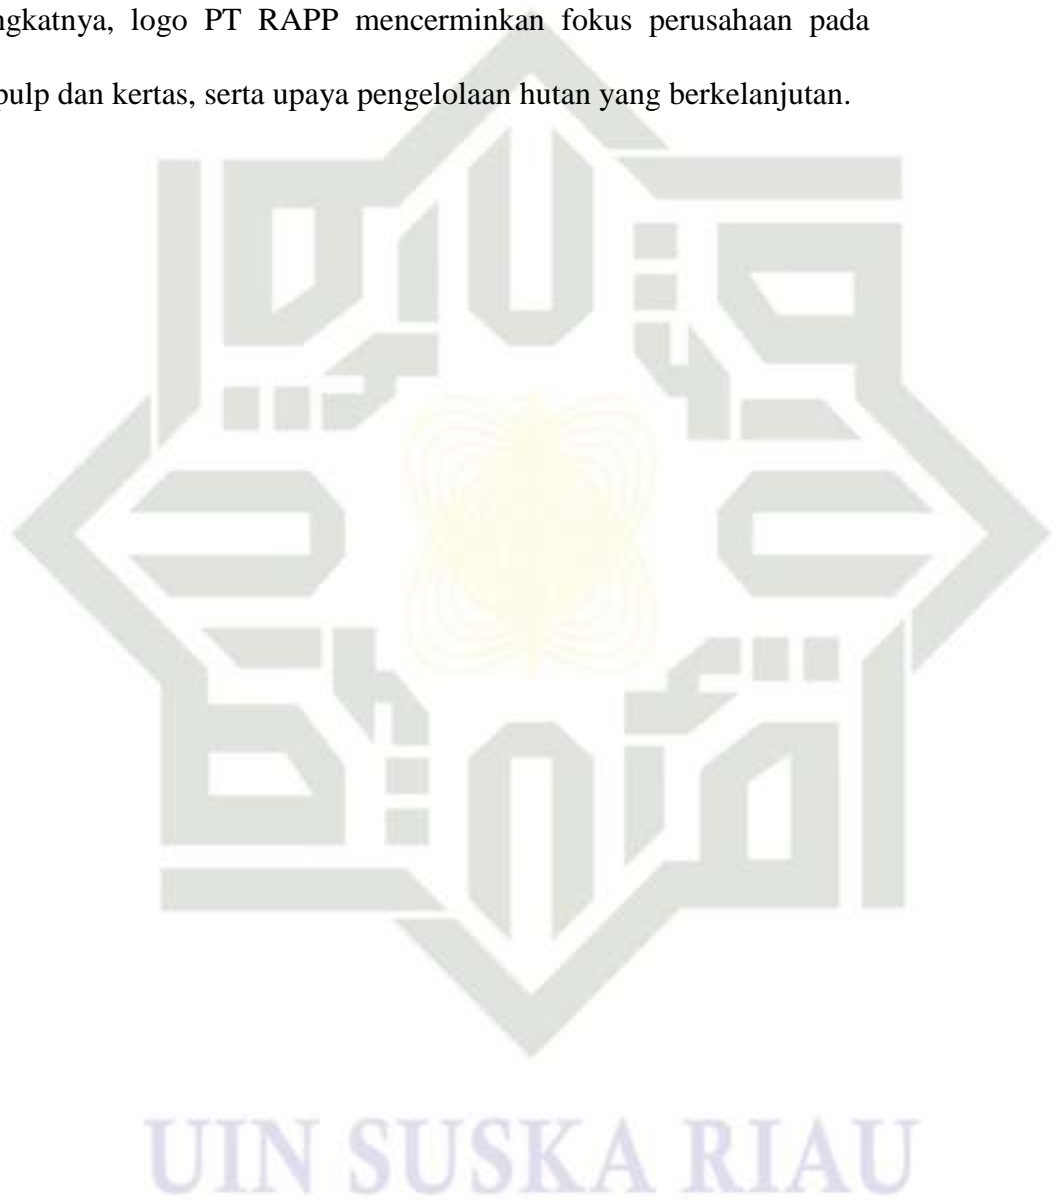 ngkatnya, logo PT RAPP mencerminkan fokus perusahaan pada
pulp dan kertas, serta upaya pengelolaan hutan yang berkelanjutan.
UIN SUSKA RIAU